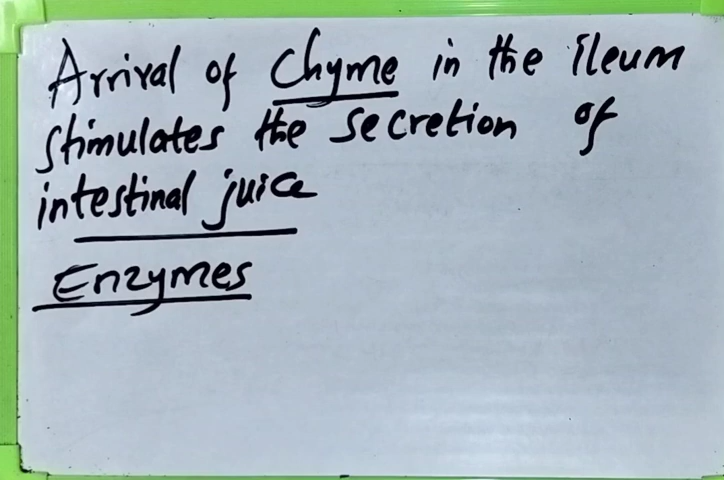 Arrival of Chyme in the ileum
stimulates the secretion of
intestinal juice
Enzymes